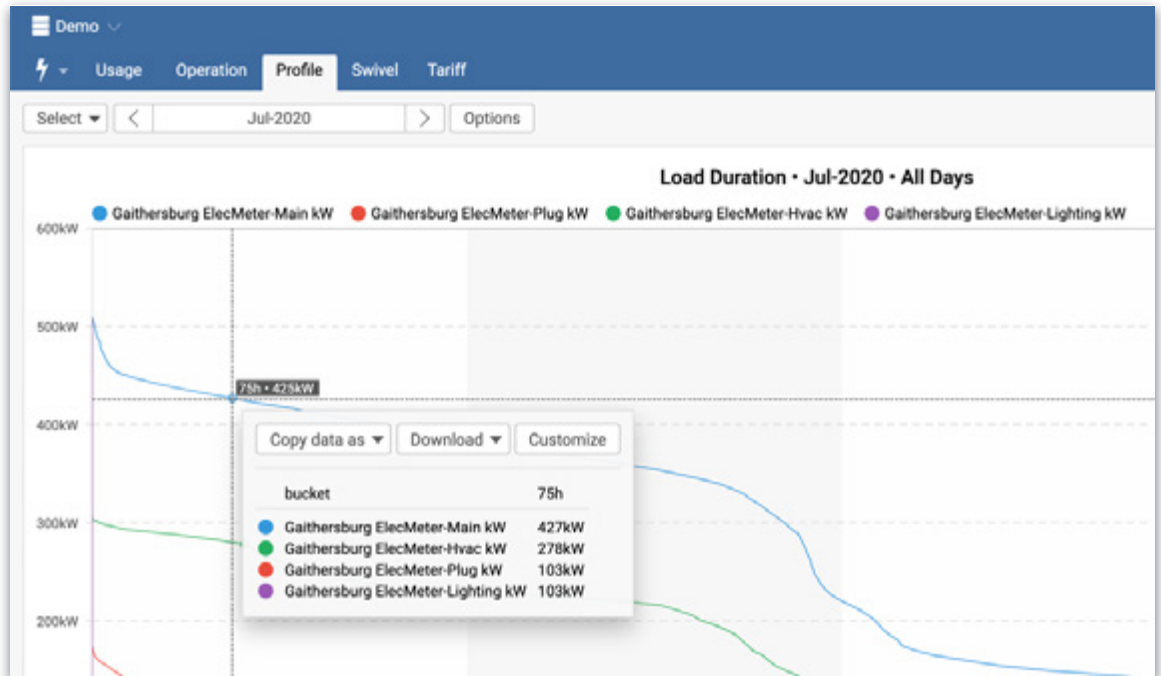 Demo
Usage Operation Profile Swivel Tariff
Select Jul-2020 Options
Load Duration • Jul-2020 • All Days
Gaithersburg ElecMeter-Main kW Gaithersburg ElecMeter-Plug kW Gaithersburg ElecMeter-Hvac kW Gaithersburg ElecMeter-Lighting kW
600kW
500kW
75h • 425kW
400kW
Copy data as Download Customize
bucket 75h
300kW
Gaithersburg ElecMeter-Main kW 427kW
Gaithersburg ElecMeter-Hvac kW 278kW
Gaithersburg ElecMeter-Plug kW 103kW
Gaithersburg ElecMeter-Lighting kW 103kW
200kW